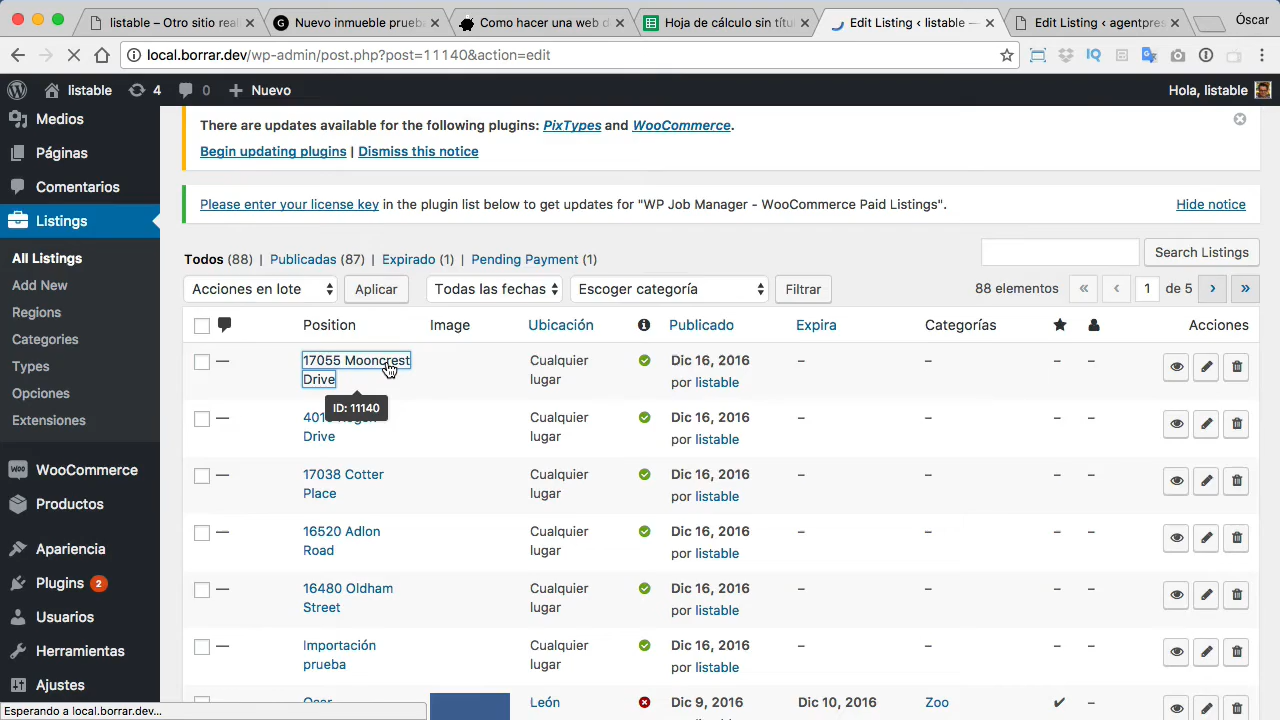 listable – Otro sitio real
Nuevo inmueble prueba
Como hacer una web d
Hoja de cálculo sin títu
Edit Listing ‹ listable —
Edit Listing ‹ agentpres
Óscar
local.borrar.dev/wp-admin/post.php?post=11140&action=edit
listable 4 0 Nuevo Hola, listable
Medios
Páginas
Comentarios
Listings
All Listings
Add New
Regions
Categories
Types
Opciones
Extensiones
WooCommerce
Productos
Apariencia
Plugins 2
Usuarios
Herramientas
Ajustes
There are updates available for the following plugins: PixTypes and WooCommerce.
Begin updating plugins | Dismiss this notice
Please enter your license key in the plugin list below to get updates for "WP Job Manager - WooCommerce Paid Listings". Hide notice
Todos (88) | Publicadas (87) | Expirado (1) | Pending Payment (1)
Search Listings
Acciones en lote Aplicar Todas las fechas Escoger categoría Filtrar 88 elementos « ‹ 1 de 5 › »
Position Image Ubicación Publicado Expira Categorías Acciones
— 17055 Mooncrest Drive Cualquier lugar Dic 16, 2016 por listable – – – –
ID: 11140
— Drive Cualquier lugar Dic 16, 2016 por listable – – – –
— 17038 Cotter Place Cualquier lugar Dic 16, 2016 por listable – – – –
— 16520 Adlon Road Cualquier lugar Dic 16, 2016 por listable – – – –
— 16480 Oldham Street Cualquier lugar Dic 16, 2016 por listable – – – –
— Importación prueba Cualquier lugar Dic 16, 2016 por listable – – – –
León Dic 9, 2016 Dic 10, 2016 Zoo –
Esperando a local.borrar.dev...